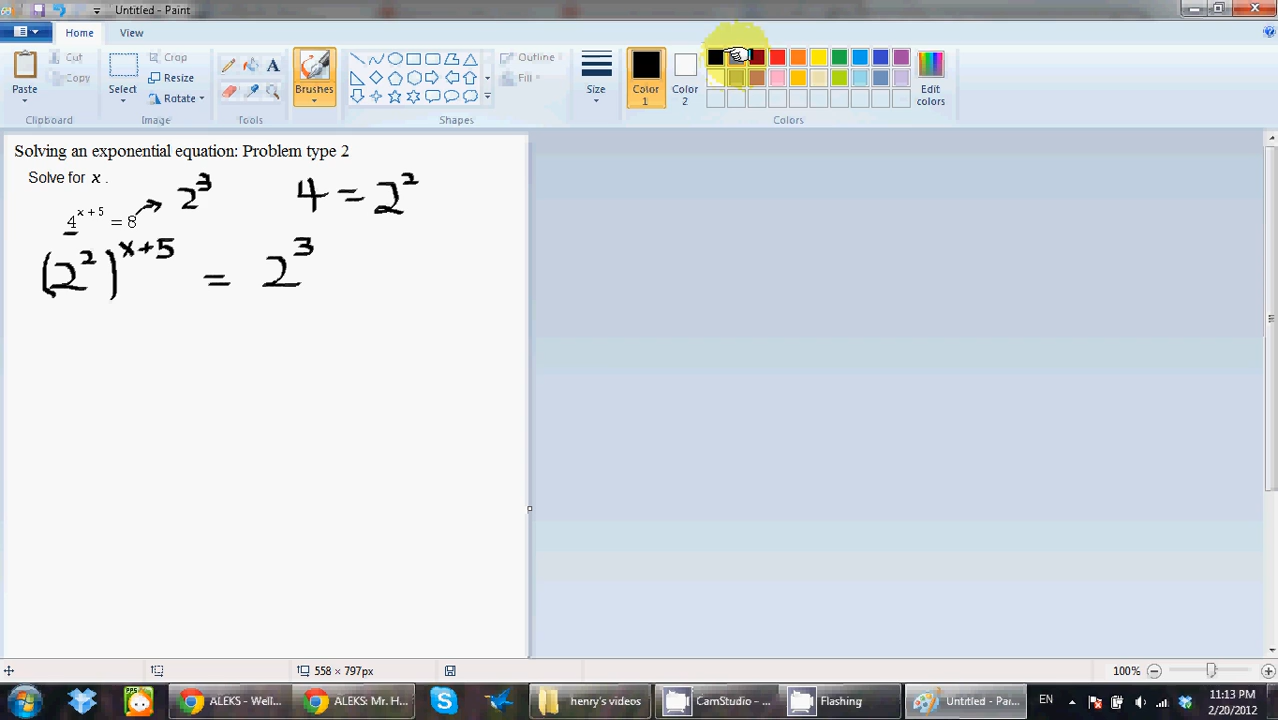 Untitled - Paint
Home View
Paste
Cut
Copy
Clipboard
Select
Crop
Resize
Rotate
Image
A
Tools
Brushes
Outline
Fill
Shapes
Size
Color 1
Color 2
Edit colors
Colors
Solving an exponential equation: Problem type 2
Solve for x .
4^(x + 5) = 8 → 2^3
4 = 2^2
(2^2)^(x+5) = 2^3
558 × 797px
100%
ALEKS - Well...
ALEKS: Mr. H...
henry's videos
CamStudio - ...
Flashing
Untitled - Pai...
EN
11:13 PM
2/20/2012